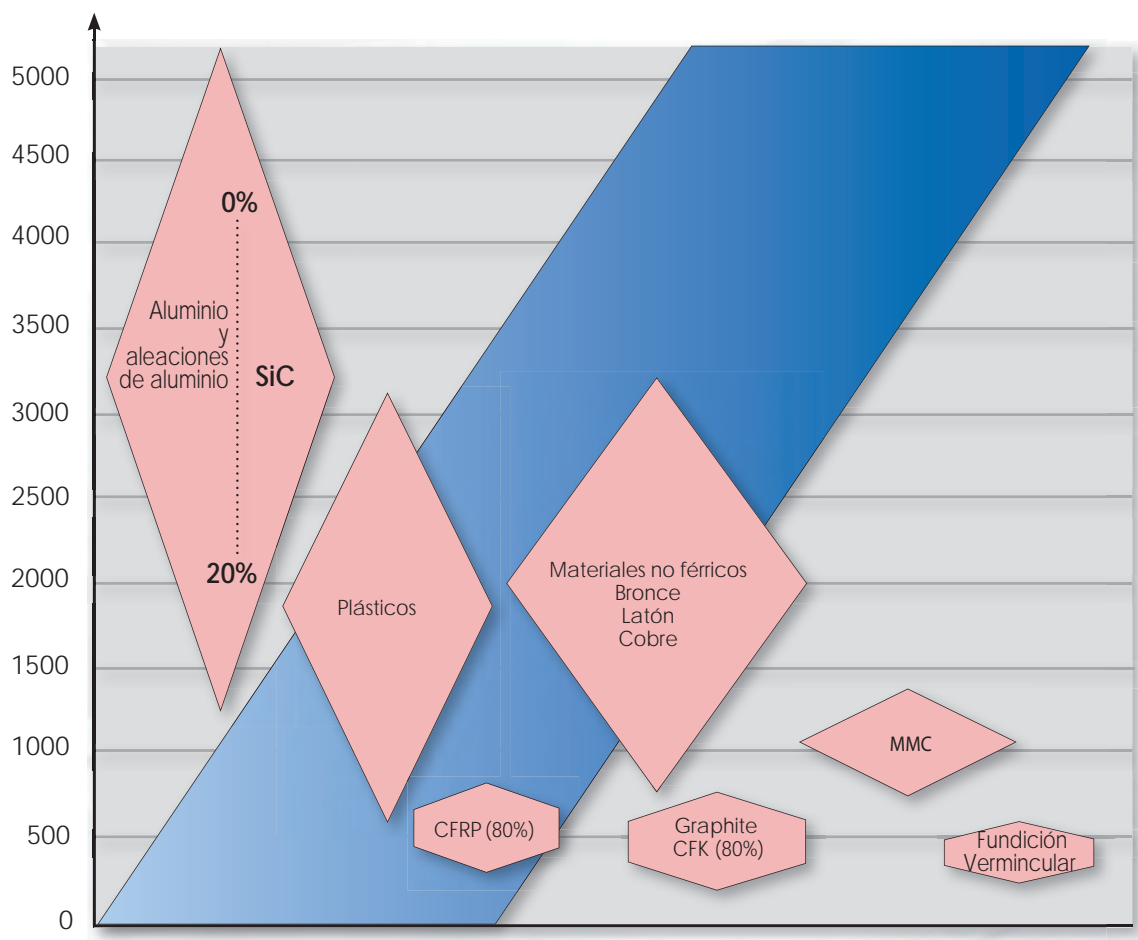 5000
4500
4000
3500
3000
2500
2000
1500
1000
500
0
0%
Aluminio
y
aleaciones
de aluminio
SiC
20%
Plásticos
Materiales no férricos
Bronce
Latón
Cobre
MMC
CFRP (80%)
Graphite
CFK (80%)
Fundición
Vermincular